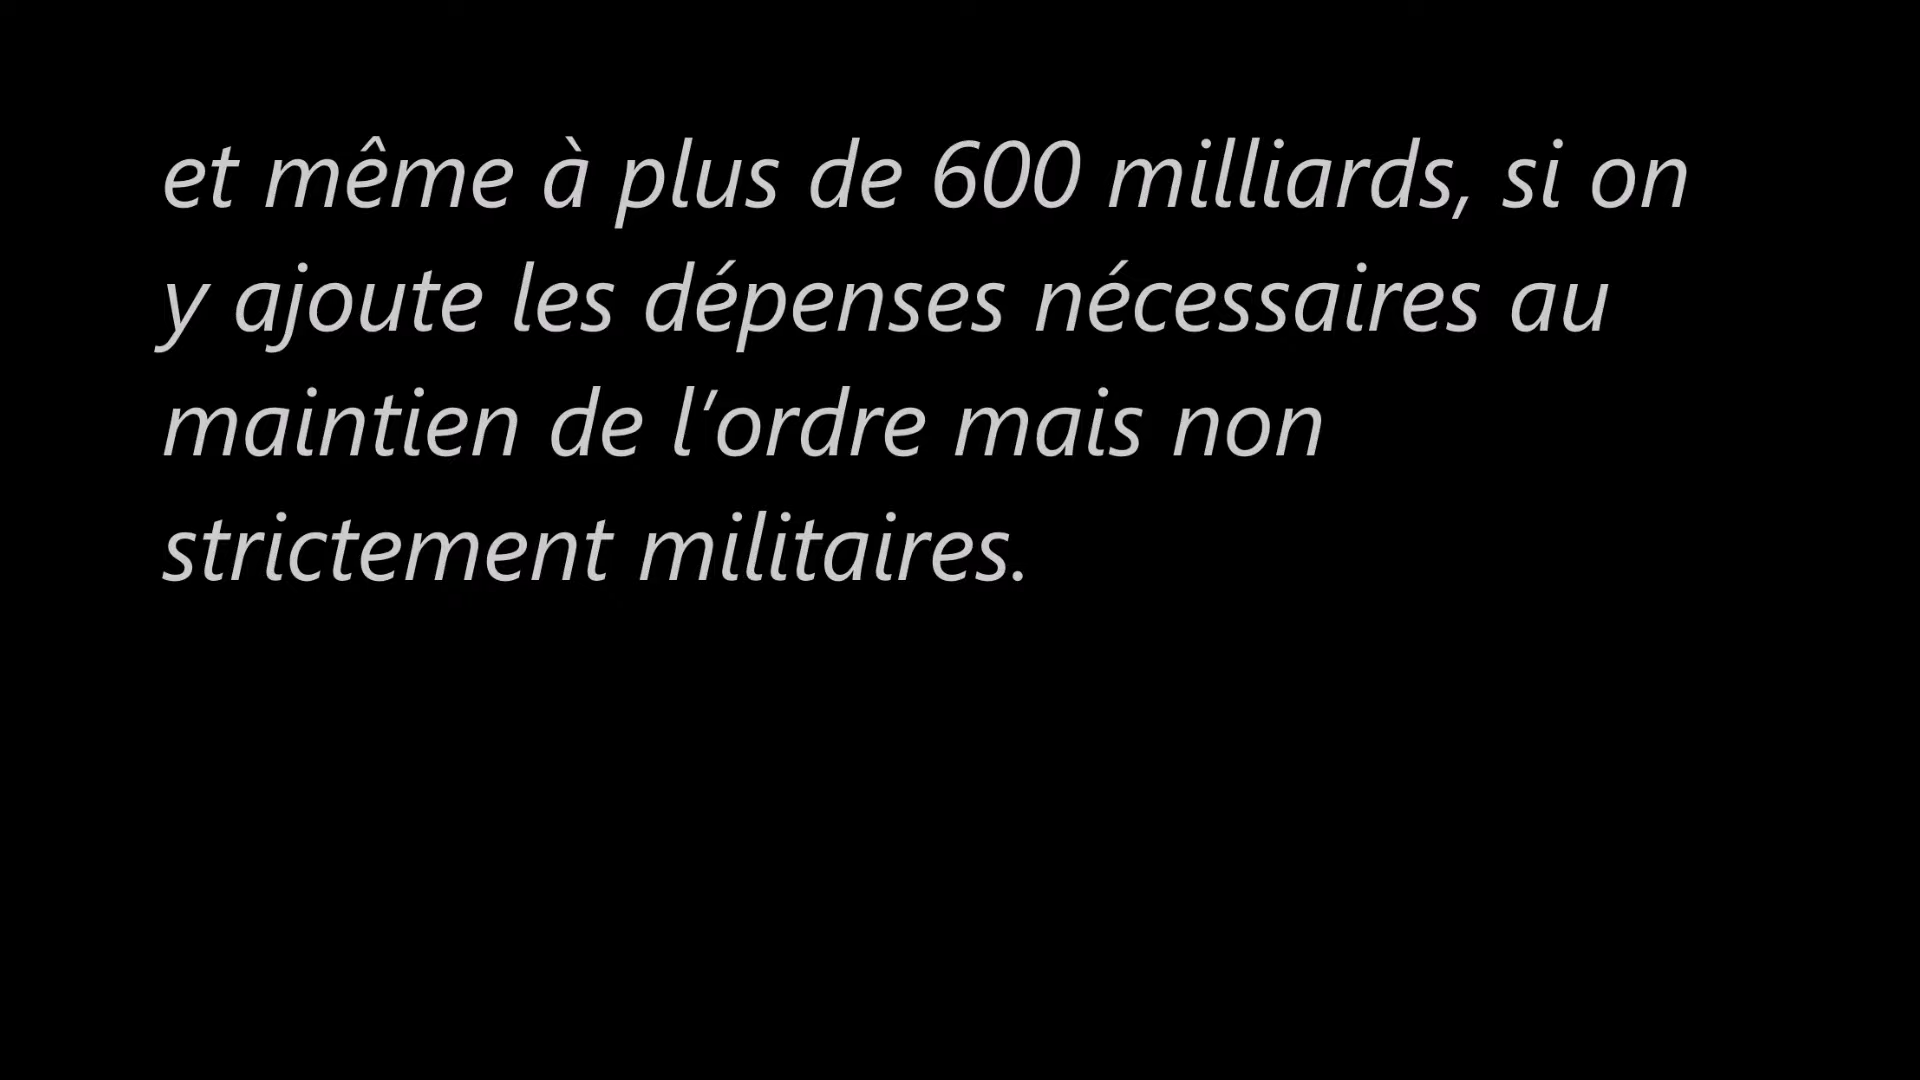 et même à plus de 600 milliards, si on
y ajoute les dépenses nécessaires au
maintien de l’ordre mais non
strictement militaires.